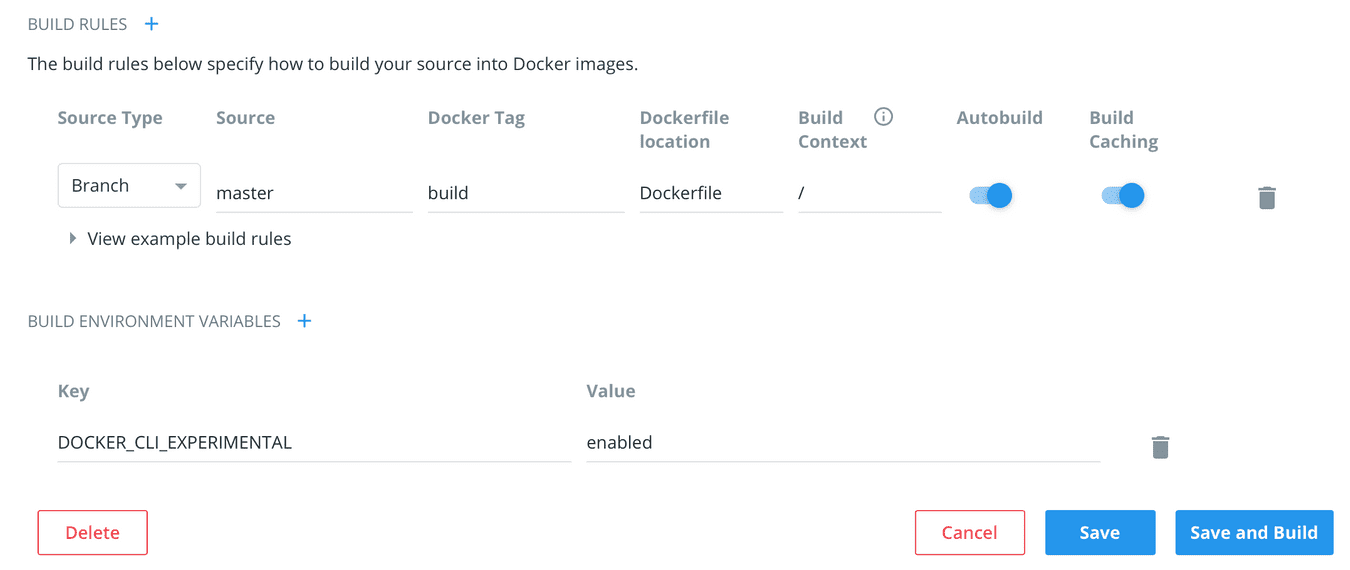 BUILD RULES +
The build rules below specify how to build your source into Docker images.
Source Type Source Docker Tag Dockerfile location Build Context Autobuild Build Caching
Branch master build Dockerfile /
View example build rules
BUILD ENVIRONMENT VARIABLES +
Key Value
DOCKER_CLI_EXPERIMENTAL enabled
Delete Cancel Save Save and Build